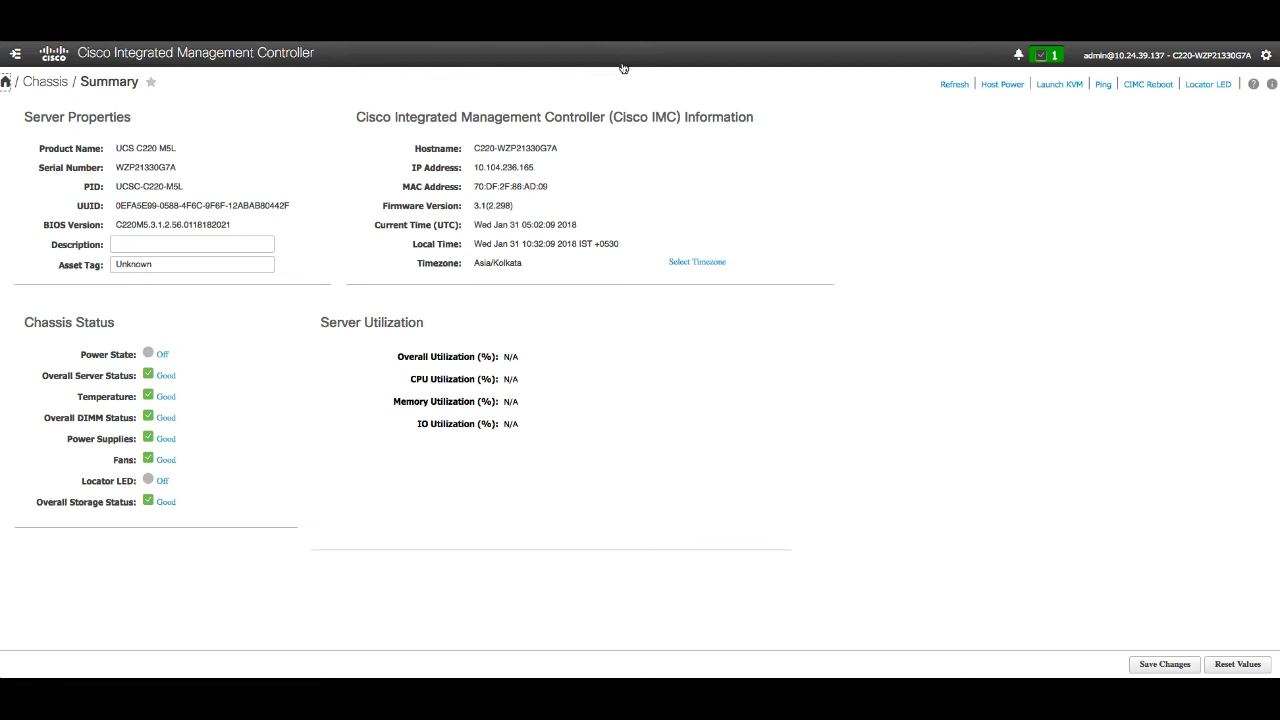 cisco Cisco Integrated Management Controller 1 admin@10.24.39.137 - C220-WZP21330G7A
/ Chassis / Summary
Refresh Host Power Launch KVM Ping CIMC Reboot Locator LED ? i
Server Properties
Product Name: UCS C220 M5L
Serial Number: WZP21330G7A
PID: UCSC-C220-M5L
UUID: 0EFA5E99-0588-4F6C-9F6F-12ABAB80442F
BIOS Version: C220M5.3.1.2.56.0118182021
Description:
Asset Tag: Unknown
Cisco Integrated Management Controller (Cisco IMC) Information
Hostname: C220-WZP21330G7A
IP Address: 10.104.236.165
MAC Address: 70:DF:2F:86:AD:09
Firmware Version: 3.1(2.298)
Current Time (UTC): Wed Jan 31 05:02:09 2018
Local Time: Wed Jan 31 10:32:09 2018 IST +0530
Timezone: Asia/Kolkata Select Timezone
Chassis Status
Power State: Off
Overall Server Status: Good
Temperature: Good
Overall DIMM Status: Good
Power Supplies: Good
Fans: Good
Locator LED: Off
Overall Storage Status: Good
Server Utilization
Overall Utilization (%): N/A
CPU Utilization (%): N/A
Memory Utilization (%): N/A
IO Utilization (%): N/A
Save Changes Reset Values